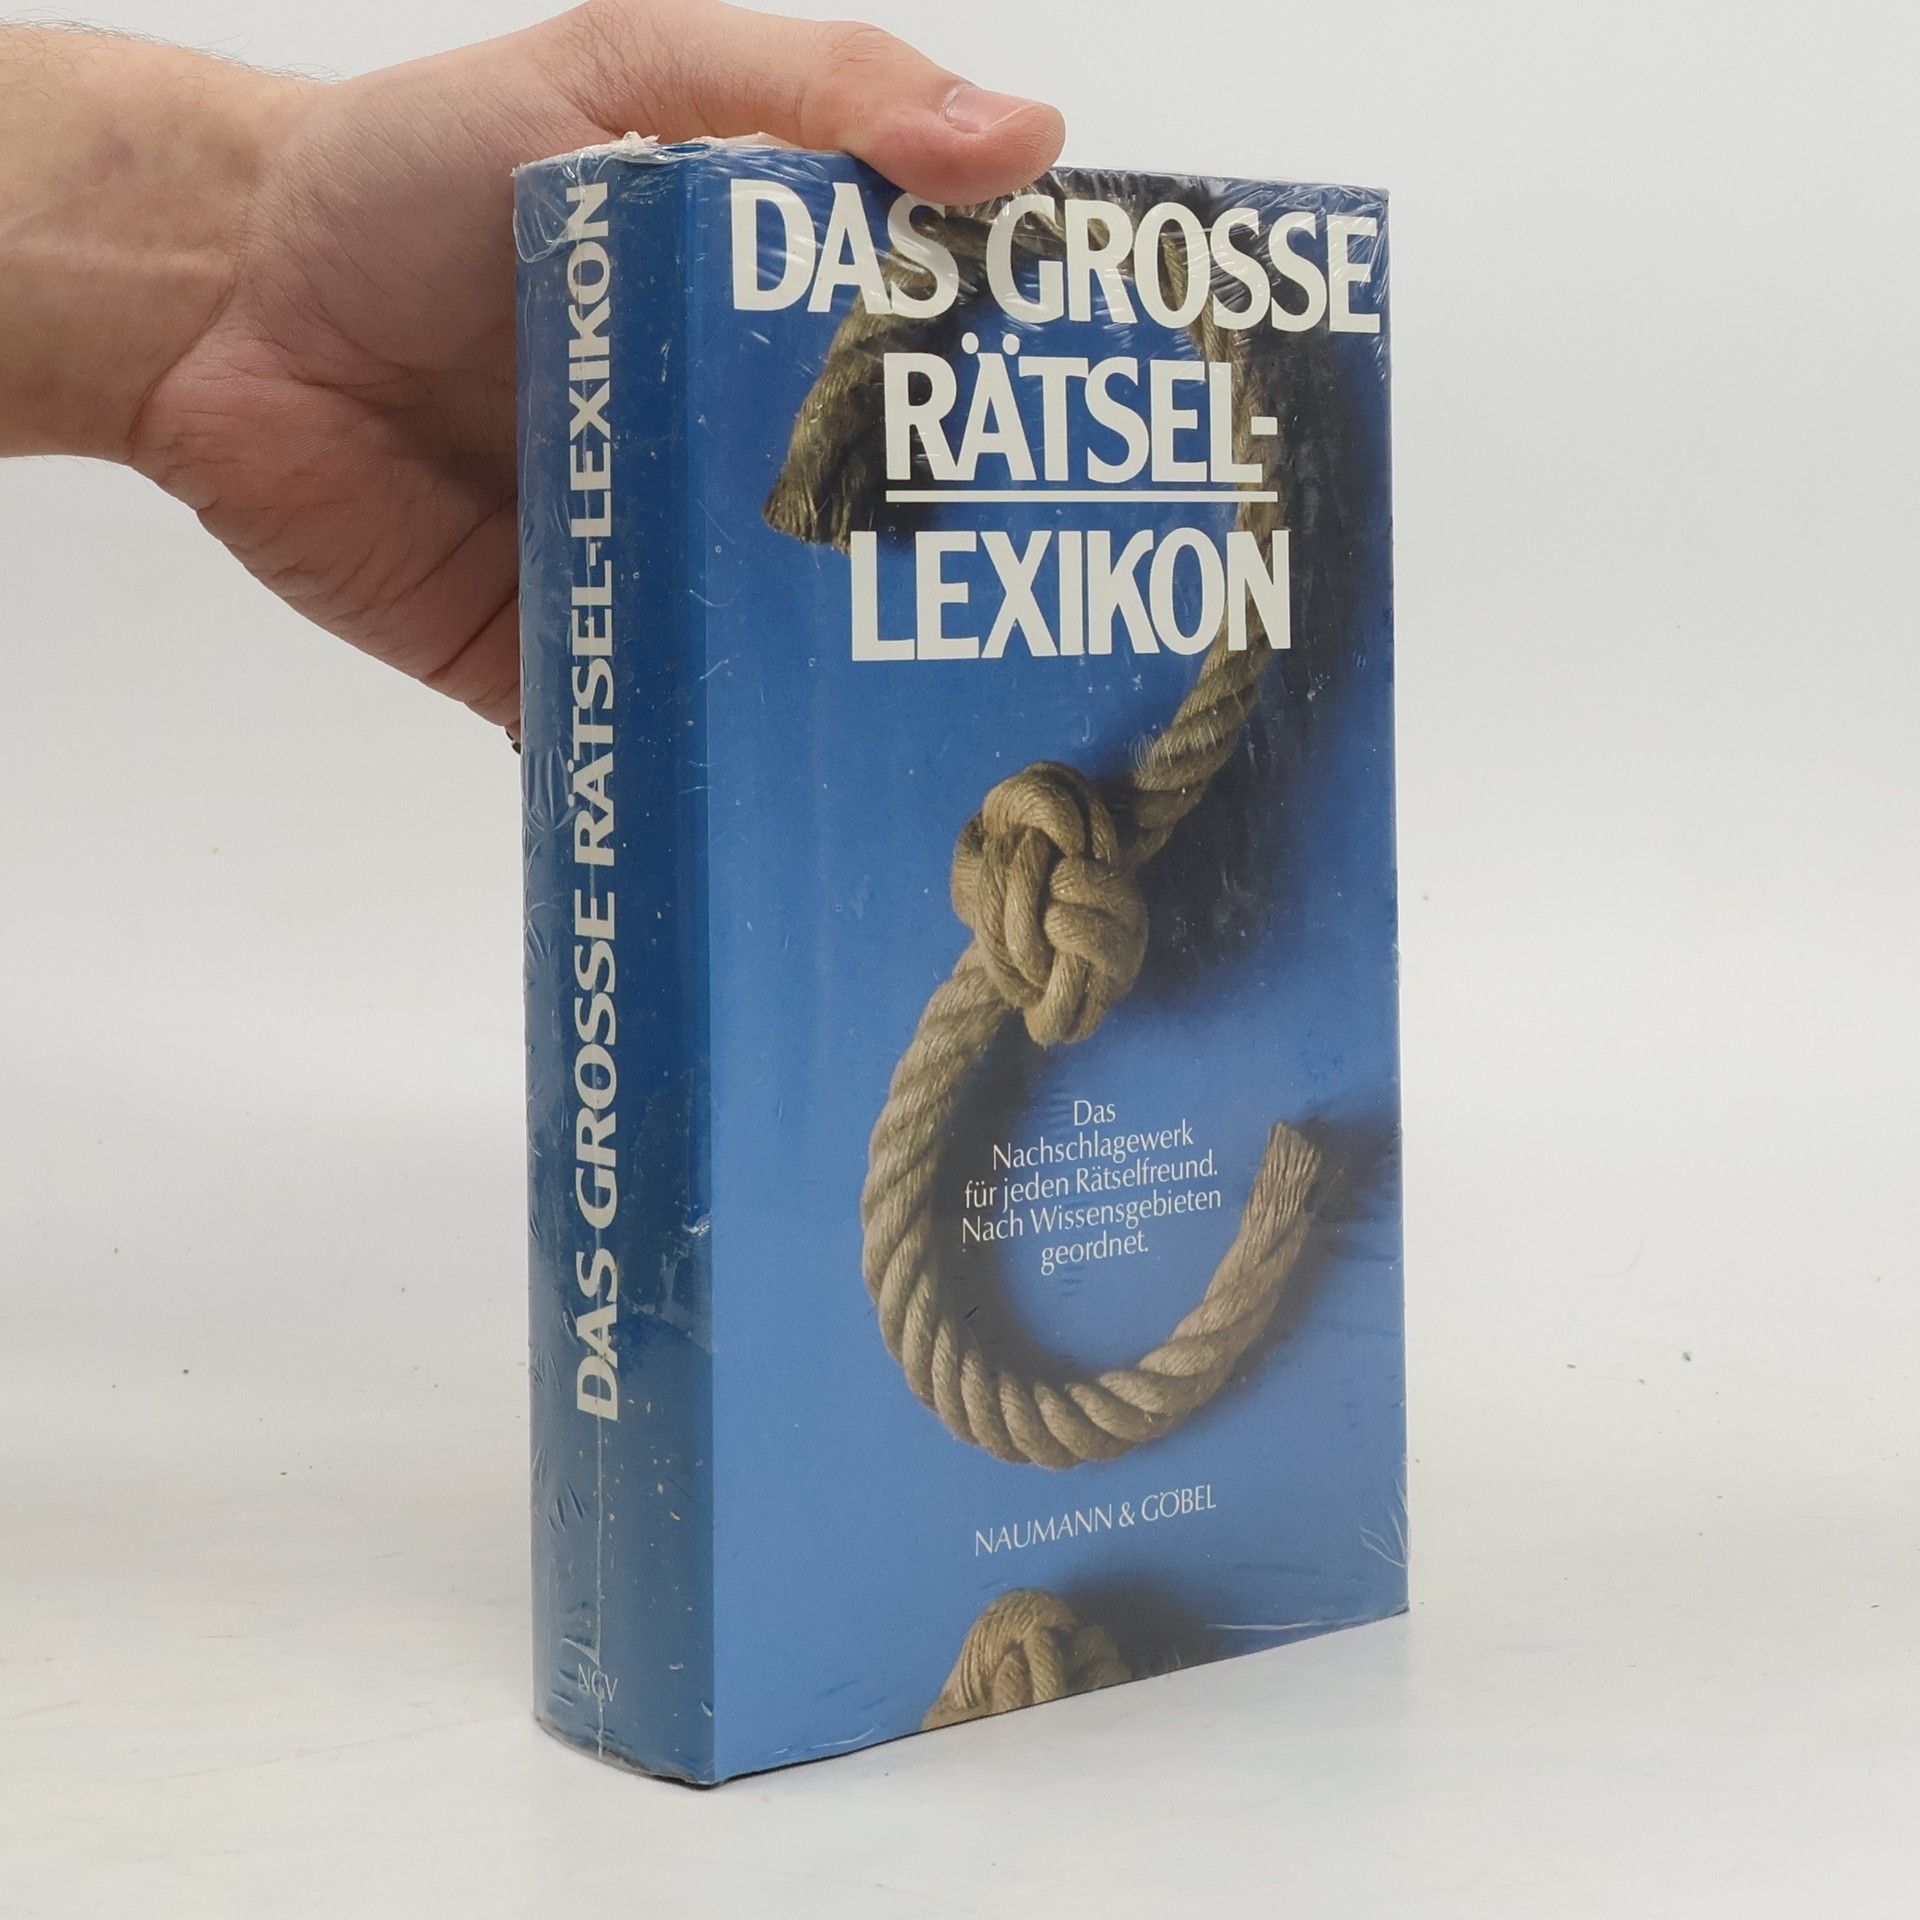 DAS GROSSE RÄTSEL-LEXIKON
NGV
DAS GROSSE
RÄTSEL-
LEXIKON
Das
Nachschlagewerk
für jeden Rätselfreund.
Nach Wissensgebieten
geordnet.
NAUMANN & GÖBEL